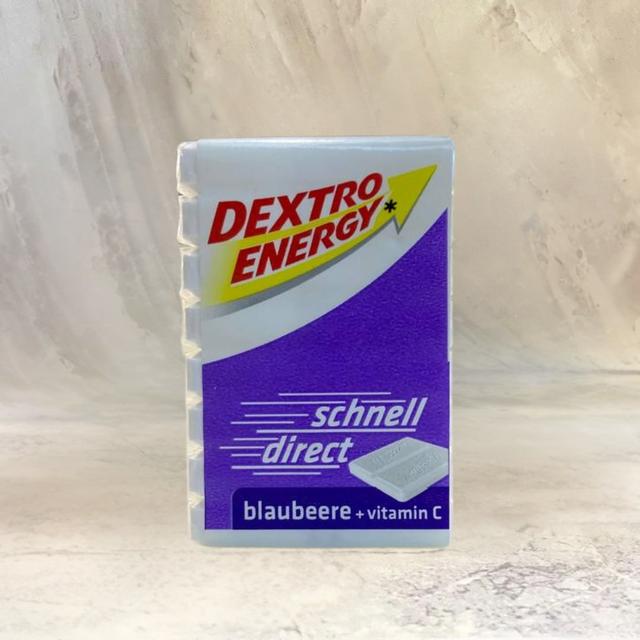 DEXTRO
ENERGY*
schnell
direct
blaubeere + vitamin C